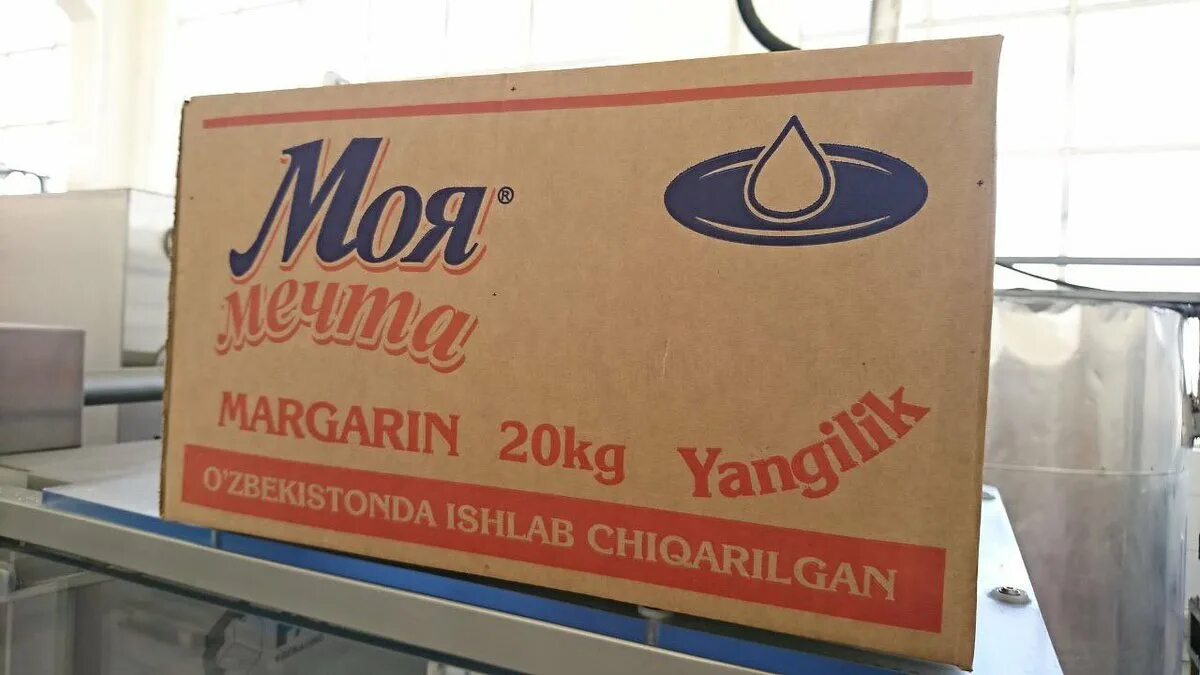 Моя®
мечта
MARGARIN 20kg Yangilik
O'ZBEKISTONDA ISHLAB CHIQARILGAN